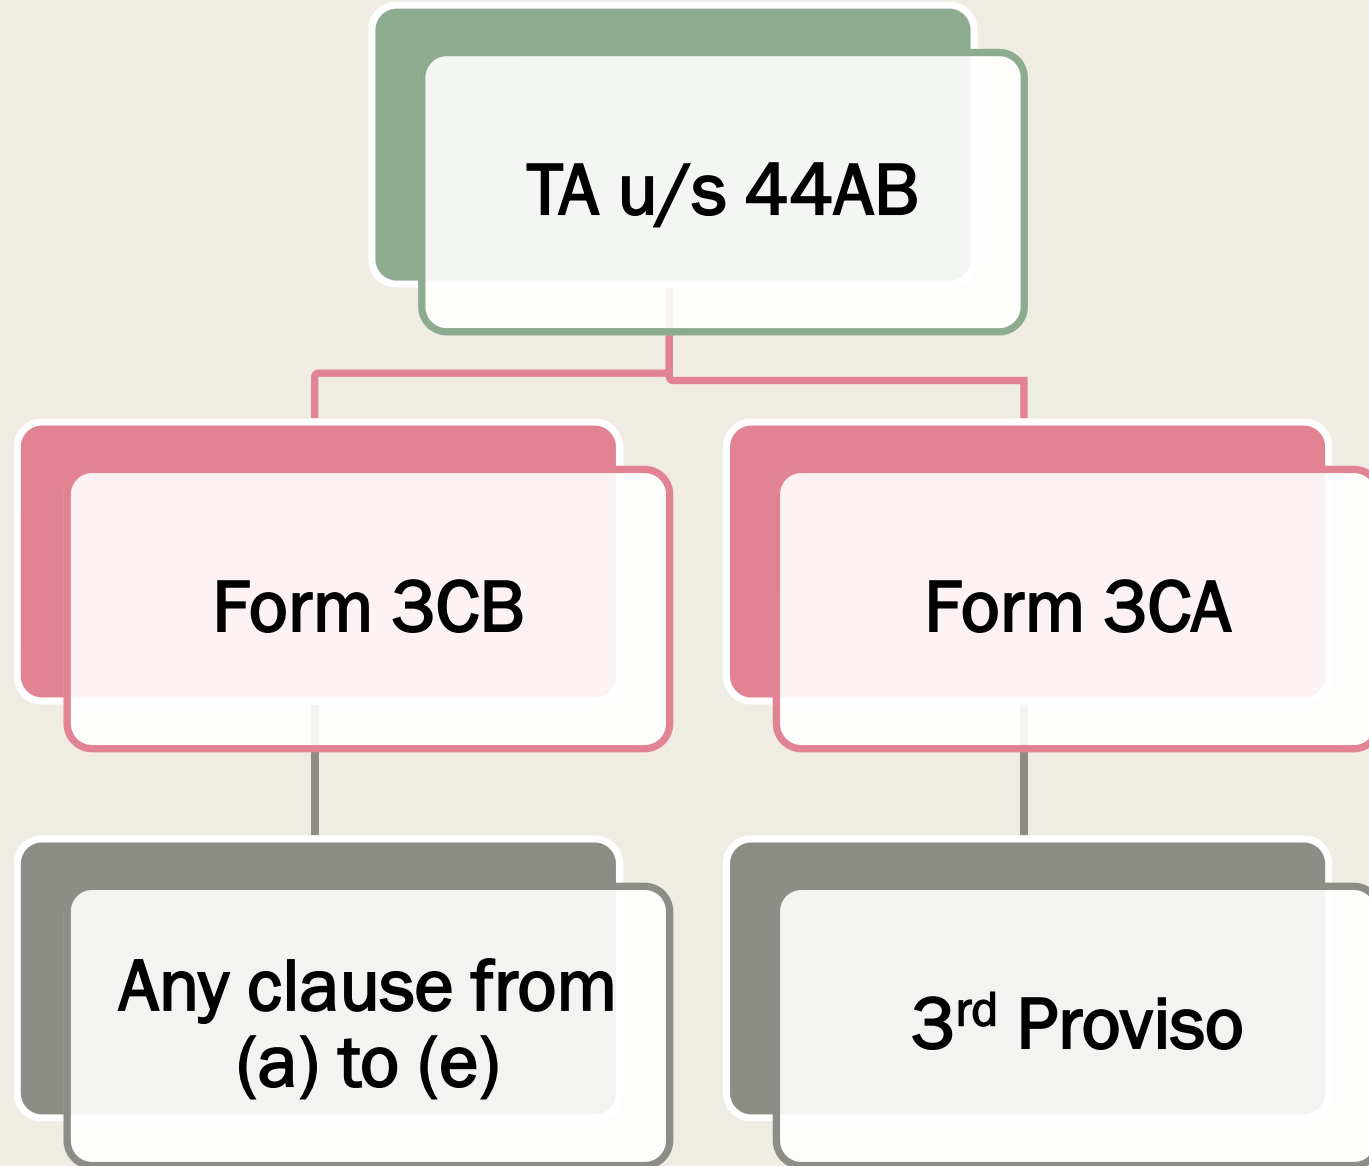 TA u/s 44AB
Form 3CB
Form 3CA
Any clause from
(a) to (e)
3rd Proviso